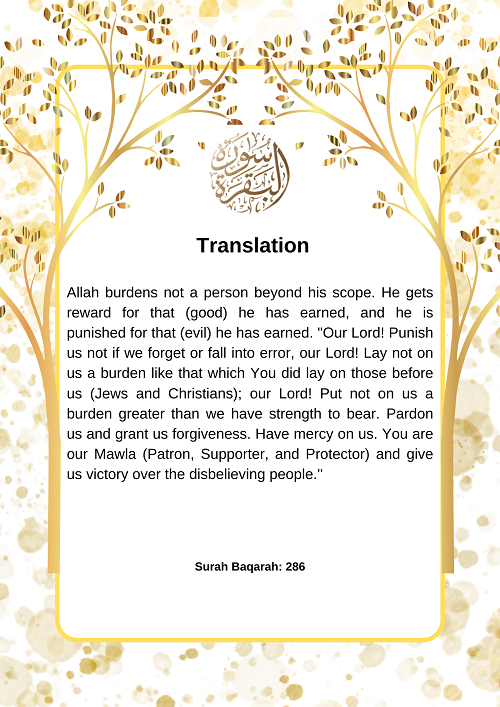 سورة
البقرة
Translation
Allah burdens not a person beyond his scope. He gets
reward for that (good) he has earned, and he is
punished for that (evil) he has earned. "Our Lord! Punish
us not if we forget or fall into error, our Lord! Lay not on
us a burden like that which You did lay on those before
us (Jews and Christians); our Lord! Put not on us a
burden greater than we have strength to bear. Pardon
us and grant us forgiveness. Have mercy on us. You are
our Mawla (Patron, Supporter, and Protector) and give
us victory over the disbelieving people."
Surah Baqarah: 286